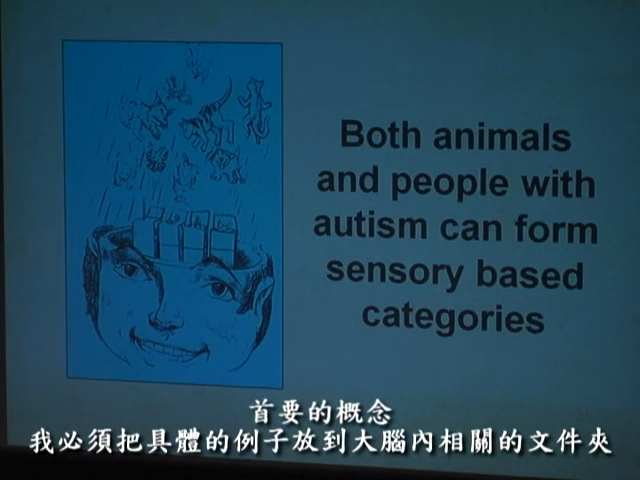 Both animals
and people with
autism can form
sensory based
categories
首要的概念
我必須把具體的例子放到大腦內相關的文件夾